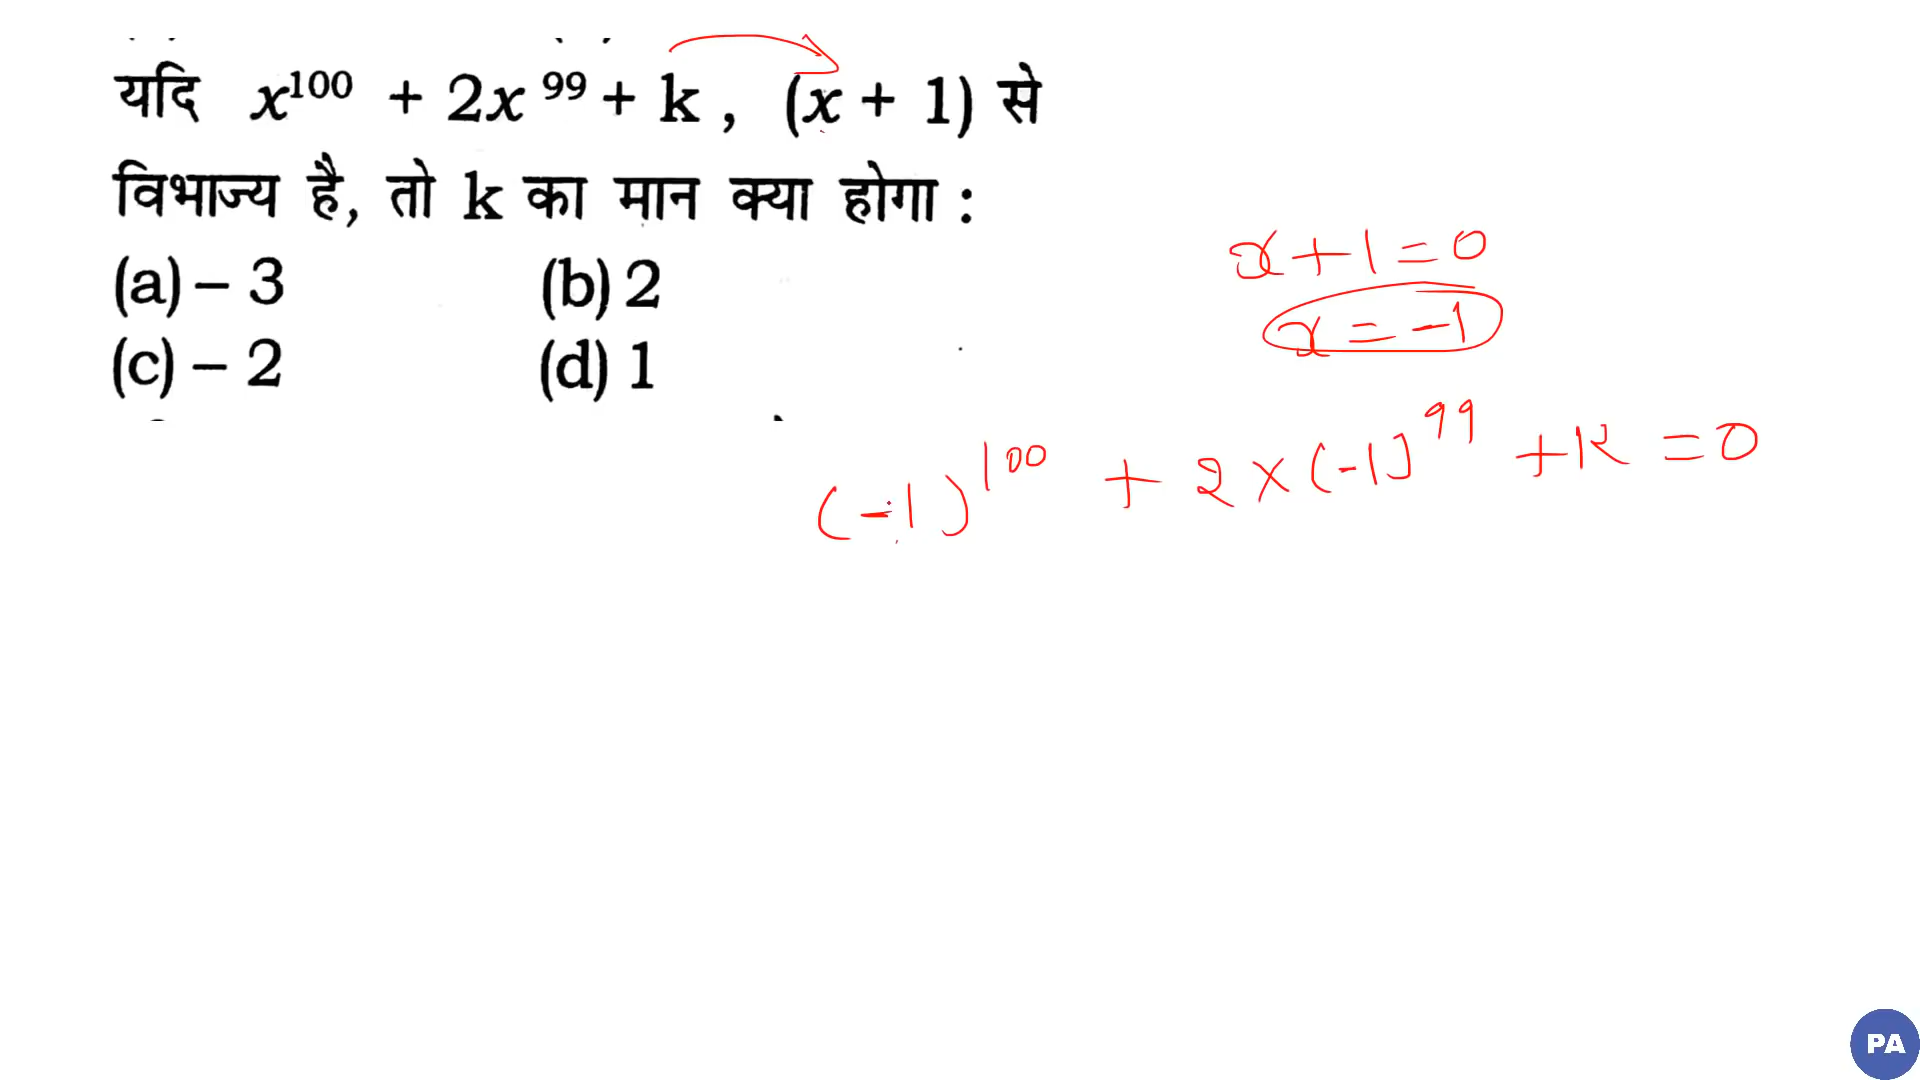 यदि x¹⁰⁰ + 2x⁹⁹ + k , (x + 1) से
विभाज्य है, तो k का मान क्या होगा :
(a) – 3 (b) 2
(c) – 2 (d) 1
x + 1 = 0
x = -1
(-1)¹⁰⁰ + 2 × (-1)⁹⁹ + K = 0
PA